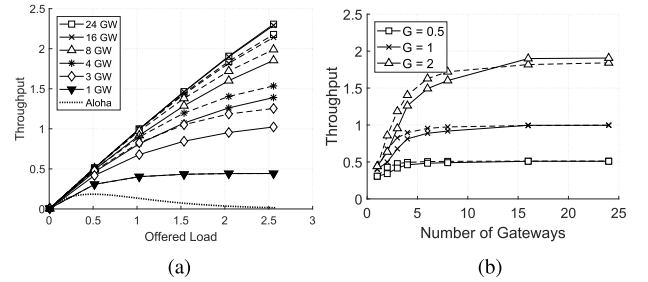 2.5
2
1.5
1
0.5
0
Throughput
24 GW
16 GW
8 GW
4 GW
3 GW
1 GW
Aloha
0 0.5 1 1.5 2 2.5 3
Offered Load
(a)
2.5
2
1.5
1
0.5
0
Throughput
G = 0.5
G = 1
G = 2
0 5 10 15 20 25
Number of Gateways
(b)